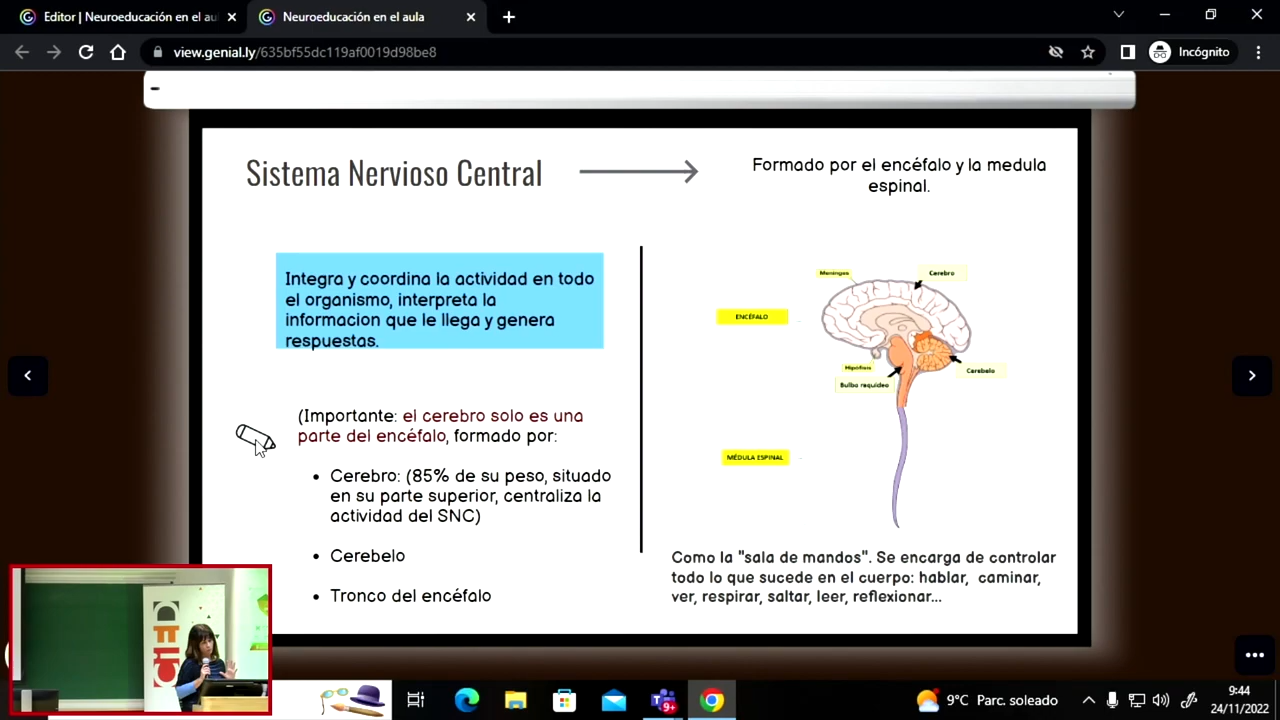 Editor | Neuroeducación en el au
Neuroeducación en el aula
view.genial.ly/635bf55dc119af0019d98be8
Incógnito
Sistema Nervioso Central
Formado por el encéfalo y la medula
espinal.
Integra y coordina la actividad en todo
el organismo, interpreta la
informacion que le llega y genera
respuestas.
(Importante: el cerebro solo es una
parte del encéfalo, formado por:
• Cerebro: (85% de su peso, situado
en su parte superior, centraliza la
actividad del SNC)
• Cerebelo
• Tronco del encéfalo
Meninges
Cerebro
ENCÉFALO
Hipófisis
Cerebelo
Bulbo raquídeo
MÉDULA ESPINAL
Como la "sala de mandos". Se encarga de controlar
todo lo que sucede en el cuerpo: hablar, caminar,
ver, respirar, saltar, leer, reflexionar...
9+
9°C Parc. soleado
9:44
24/11/2022